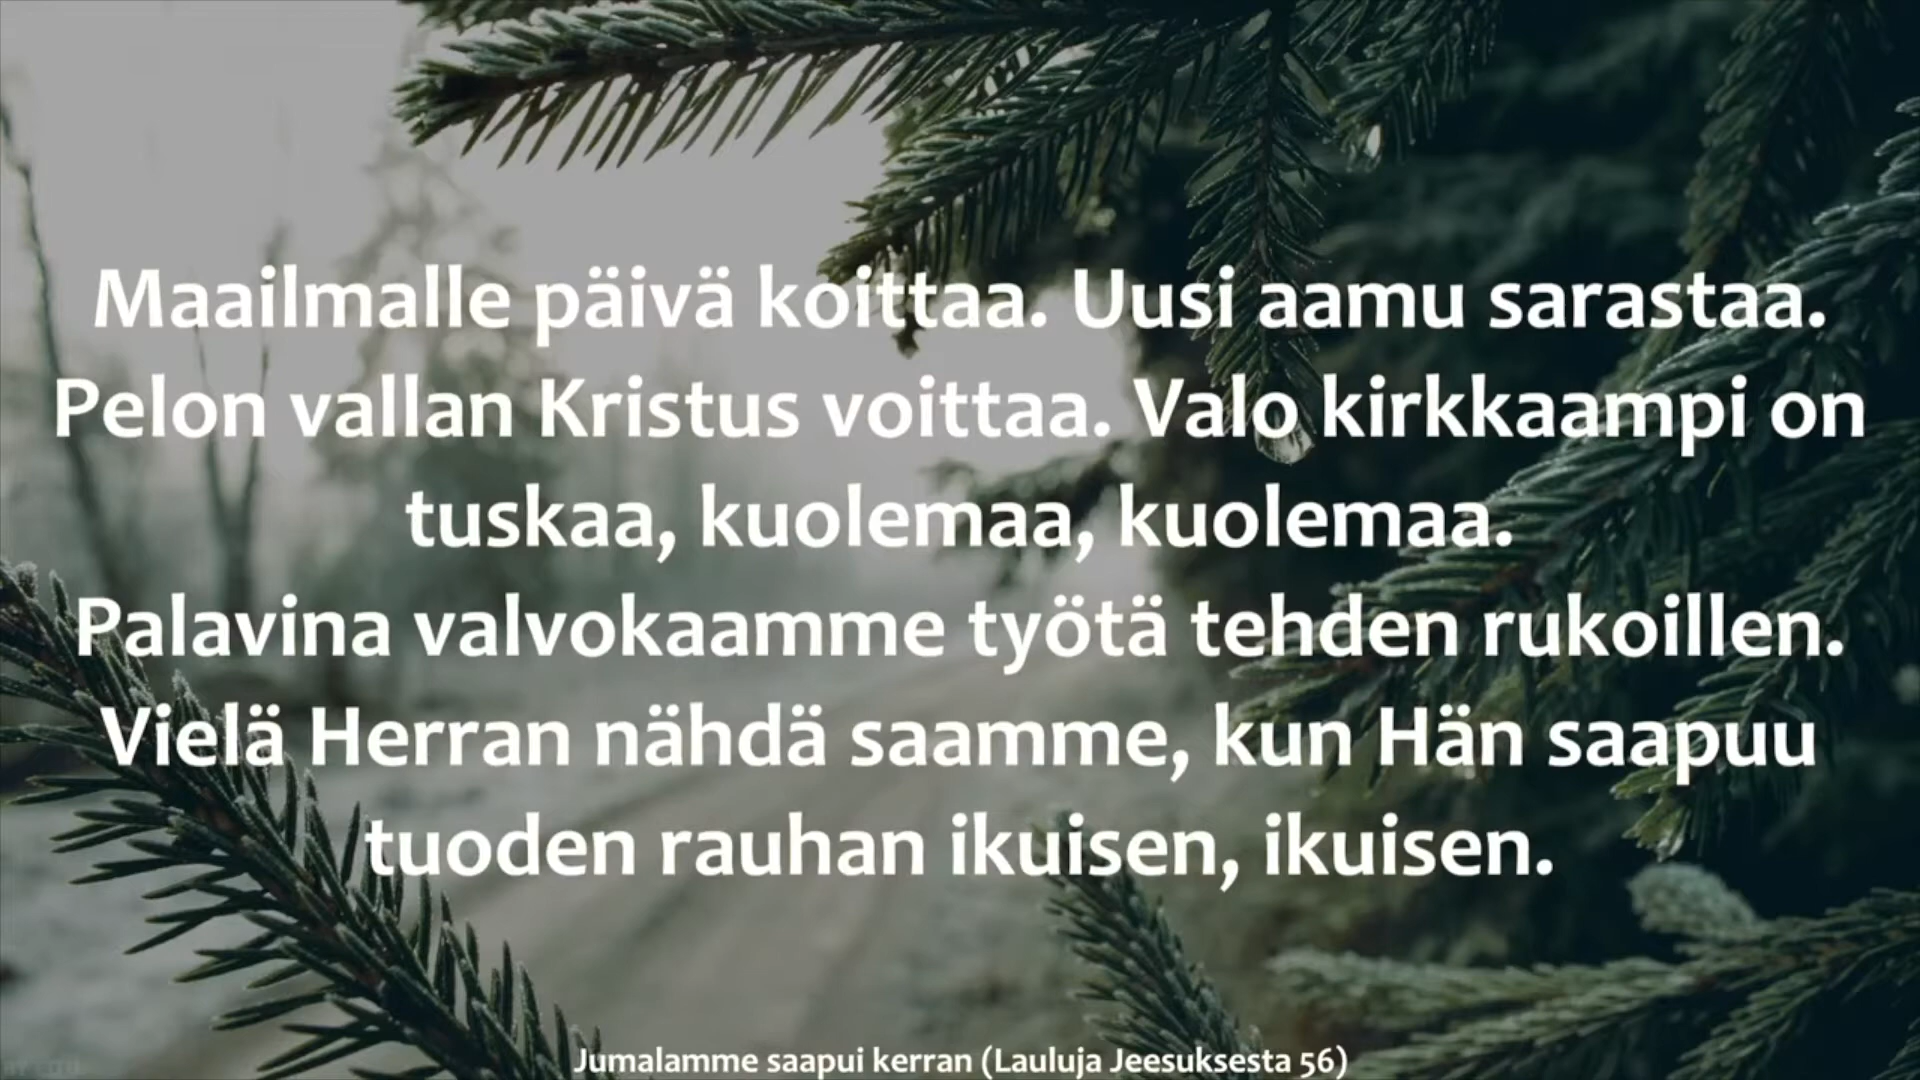 Maailmalle päivä koittaa. Uusi aamu sarastaa.
Pelon vallan Kristus voittaa. Valo kirkkaampi on
tuskaa, kuolemaa, kuolemaa.
Palavina valvokaamme työtä tehden rukoillen.
Vielä Herran nähdä saamme, kun Hän saapuu
tuoden rauhan ikuisen, ikuisen.
Jumalamme saapui kerran (Lauluja Jeesuksesta 56)